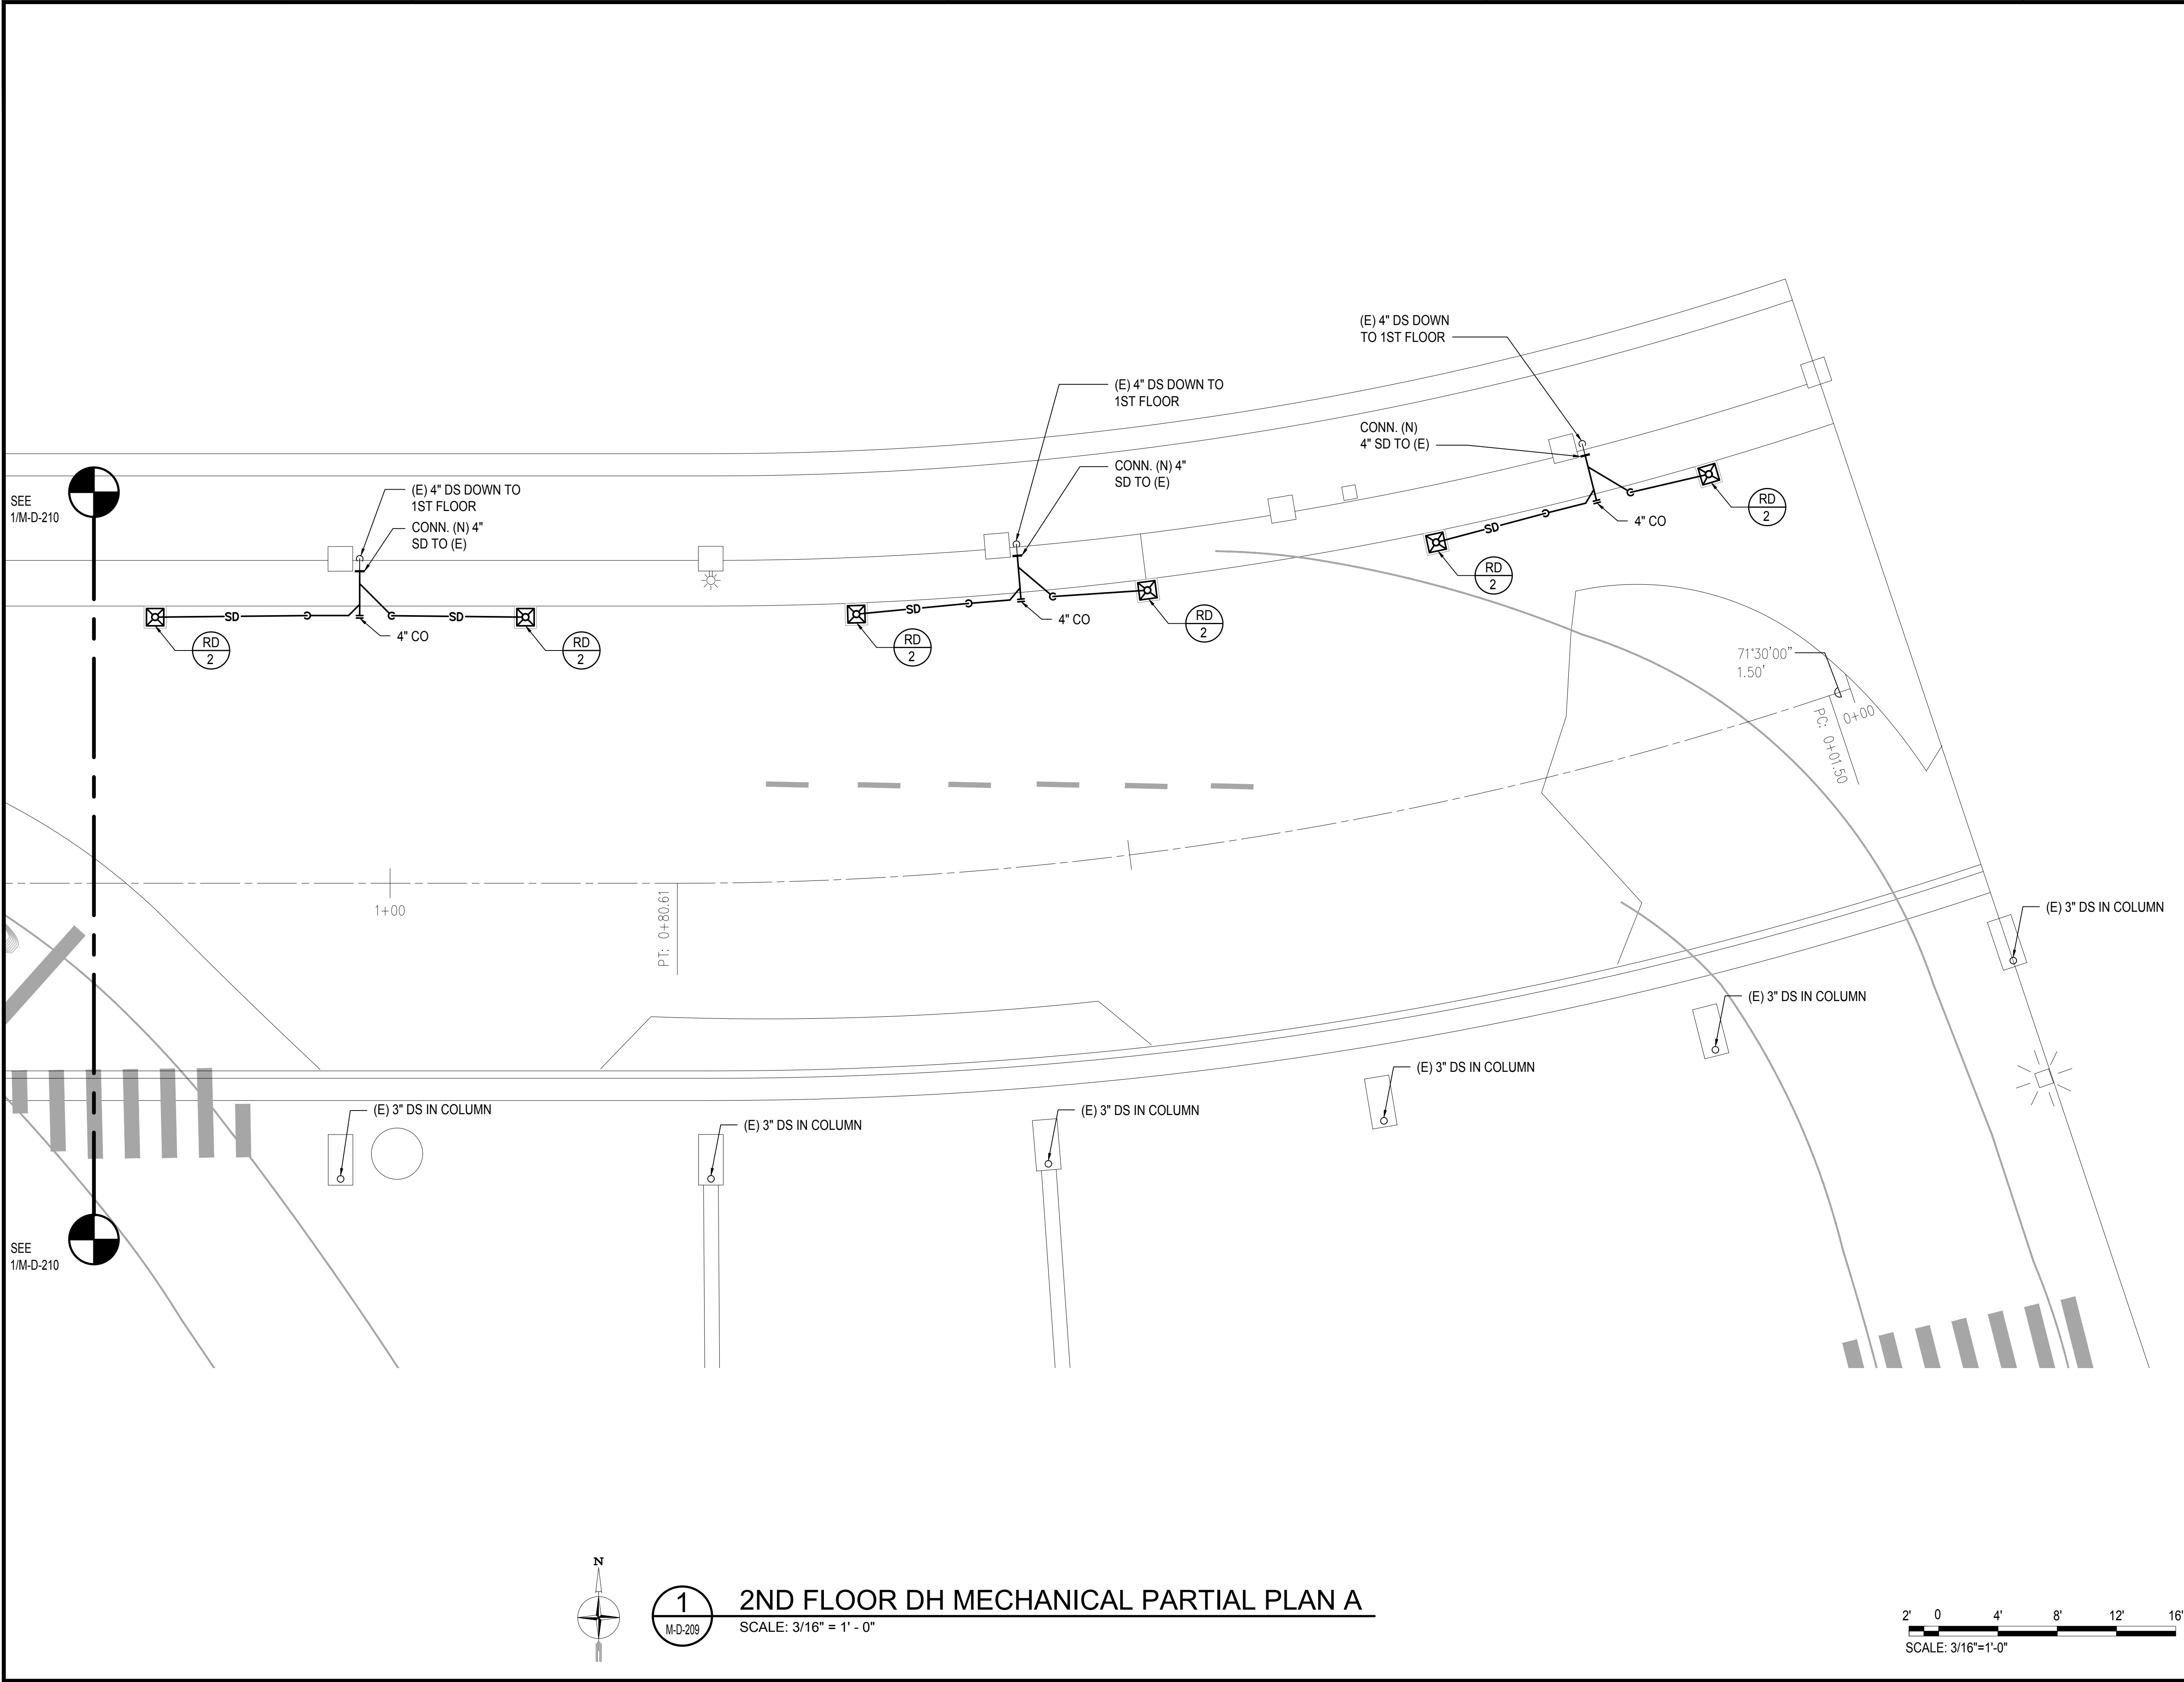 (E) 4" DS DOWN
TO 1ST FLOOR
(E) 4" DS DOWN TO
1ST FLOOR
CONN. (N)
4" SD TO (E)
CONN. (N) 4"
SD TO (E)
SEE
1/M-D-210
(E) 4" DS DOWN TO
1ST FLOOR
CONN. (N) 4"
SD TO (E)
RD
2
4" CO
SD
RD
2
SD
SD
4" CO
RD
2
RD
2
SD
4" CO
RD
2
RD
2
71°30'00"
1.50'
0+00
PC: 0+01.50
1+00
PT: 0+80.61
(E) 3" DS IN COLUMN
(E) 3" DS IN COLUMN
(E) 3" DS IN COLUMN
(E) 3" DS IN COLUMN
(E) 3" DS IN COLUMN
(E) 3" DS IN COLUMN
SEE
1/M-D-210
N
1
M-D-209
2ND FLOOR DH MECHANICAL PARTIAL PLAN A
SCALE: 3/16" = 1' - 0"
2' 0 4' 8' 12' 16'
SCALE: 3/16"=1'-0"